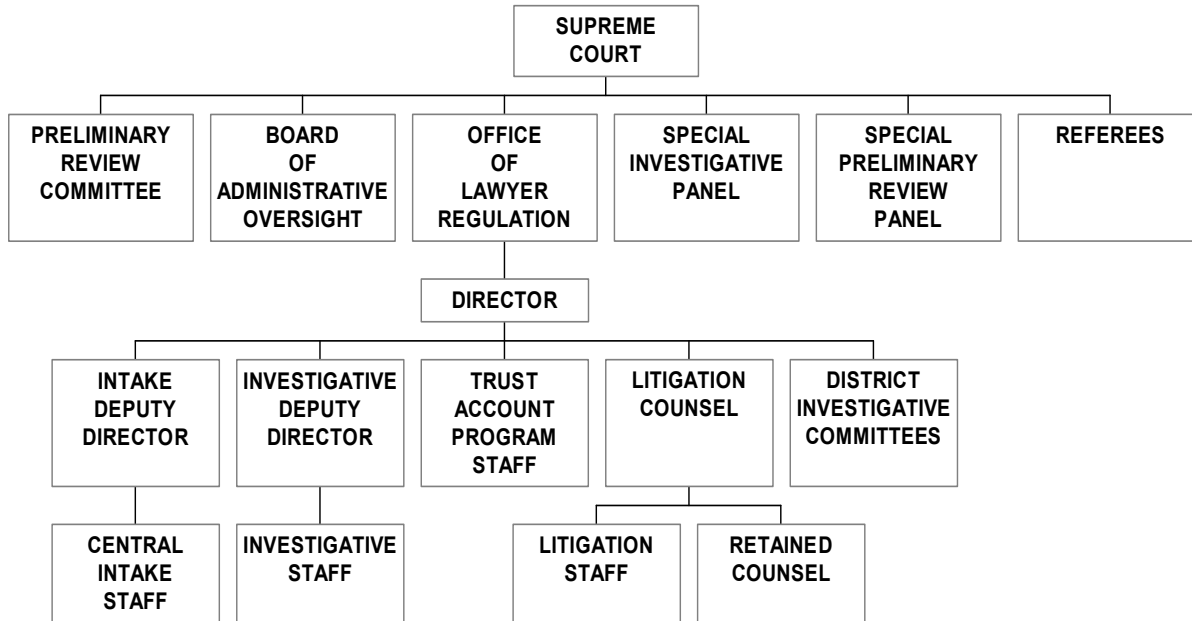 SUPREME
COURT
PRELIMINARY
REVIEW
COMMITTEE
BOARD
OF
ADMINISTRATIVE
OVERSIGHT
OFFICE
OF
LAWYER
REGULATION
SPECIAL
INVESTIGATIVE
PANEL
SPECIAL
PRELIMINARY
REVIEW
PANEL
REFEREES
DIRECTOR
INTAKE
DEPUTY
DIRECTOR
INVESTIGATIVE
DEPUTY
DIRECTOR
TRUST
ACCOUNT
PROGRAM
STAFF
LITIGATION
COUNSEL
DISTRICT
INVESTIGATIVE
COMMITTEES
CENTRAL
INTAKE
STAFF
INVESTIGATIVE
STAFF
LITIGATION
STAFF
RETAINED
COUNSEL